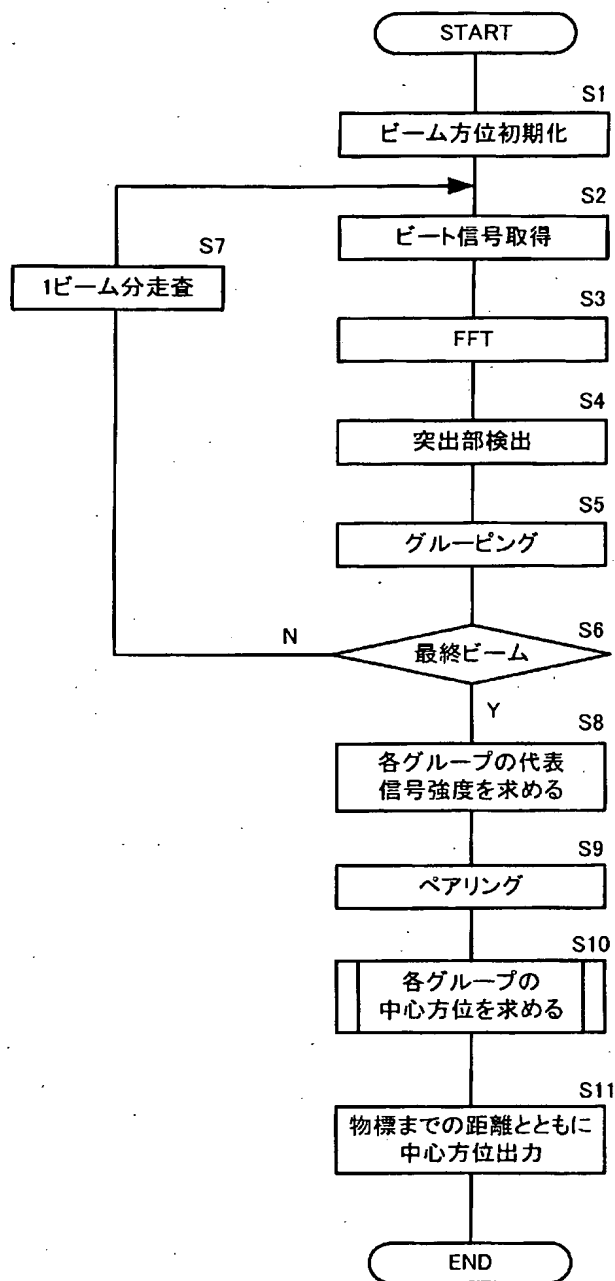 START
S1
ビーム方位初期化
S2
ビート信号取得
S7
1ビーム分走査
S3
FFT
S4
突出部検出
S5
グルーピング
S6
N
最終ビーム
Y
S8
各グループの代表
信号強度を求める
S9
ペアリング
S10
各グループの
中心方位を求める
S11
物標までの距離とともに
中心方位出力
END